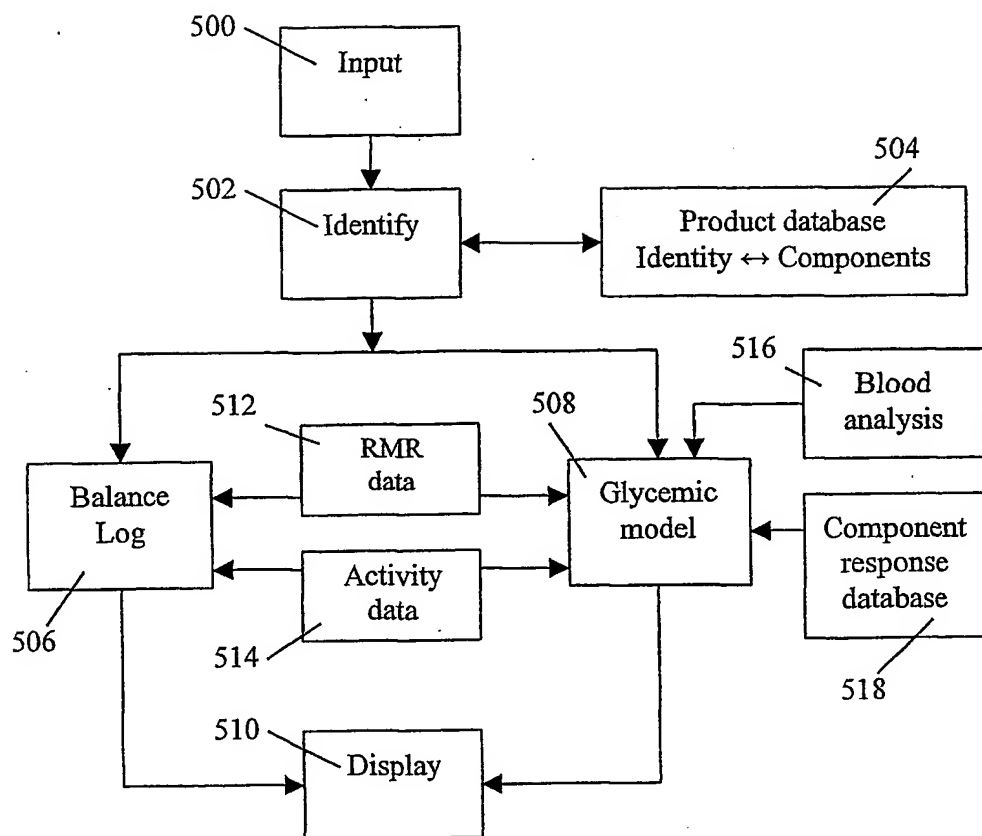 500
Input
502
Identify
504
Product database
Identity ↔ Components
516
Blood
analysis
512
RMR
data
508
Glycemic
model
Balance
Log
506
Activity
data
514
Component
response
database
518
510
Display